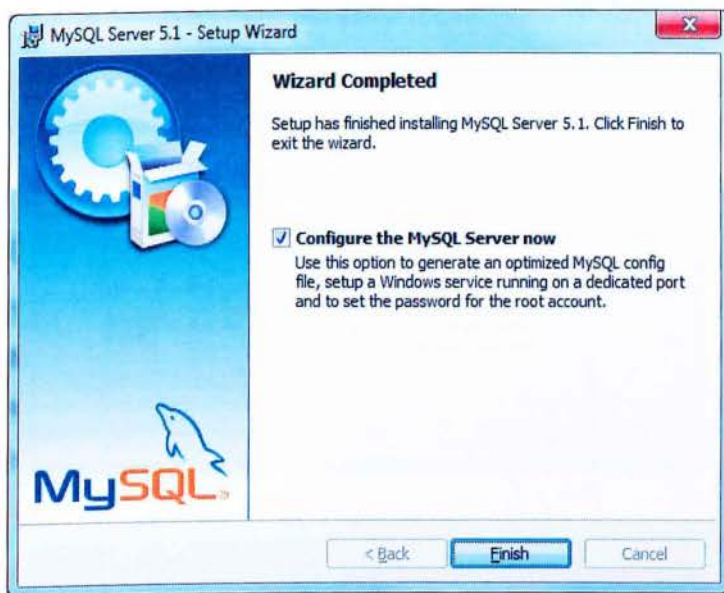 MySQL Server 5.1 - Setup Wizard
Wizard Completed
Setup has finished installing MySQL Server 5.1. Click Finish to
exit the wizard.
Configure the MySQL Server now
Use this option to generate an optimized MySQL config
file, setup a Windows service running on a dedicated port
and to set the password for the root account.
MySQL
< Back
Finish
Cancel